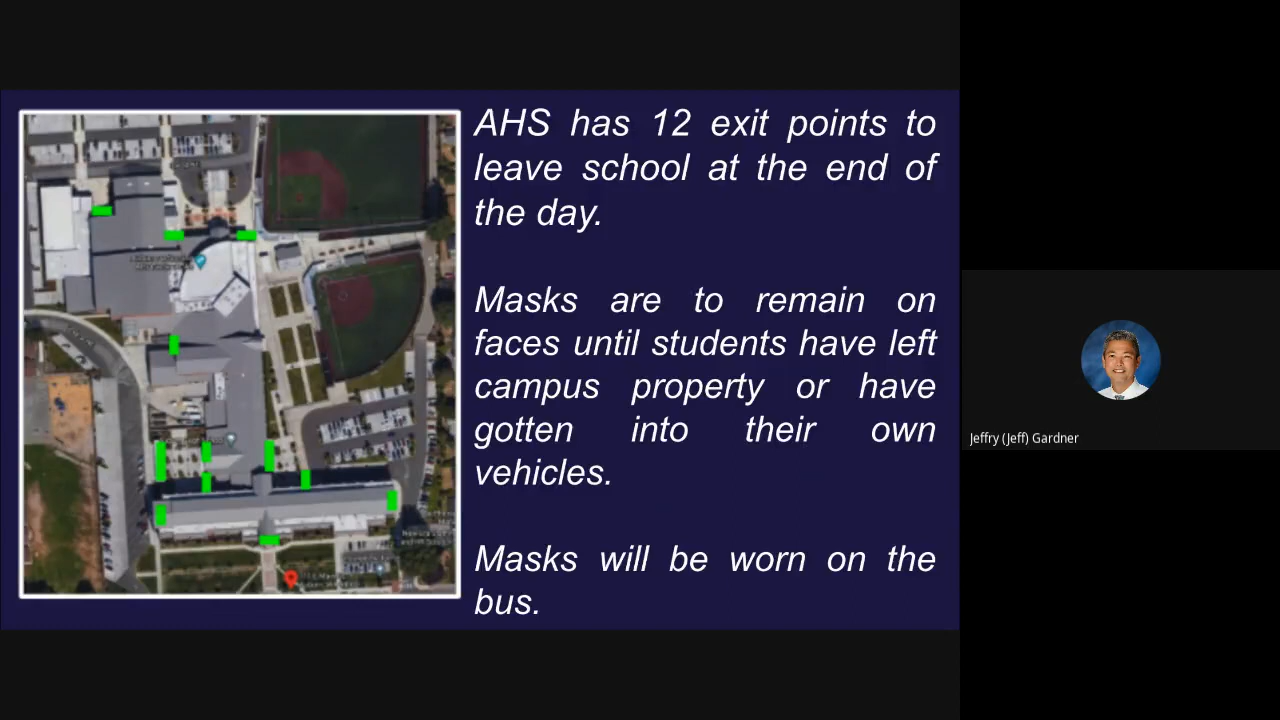 AHS has 12 exit points to
leave school at the end of
the day.
Masks are to remain on
faces until students have left
campus property or have
gotten into their own
vehicles.
Masks will be worn on the
bus.
Jeffry (Jeff) Gardner